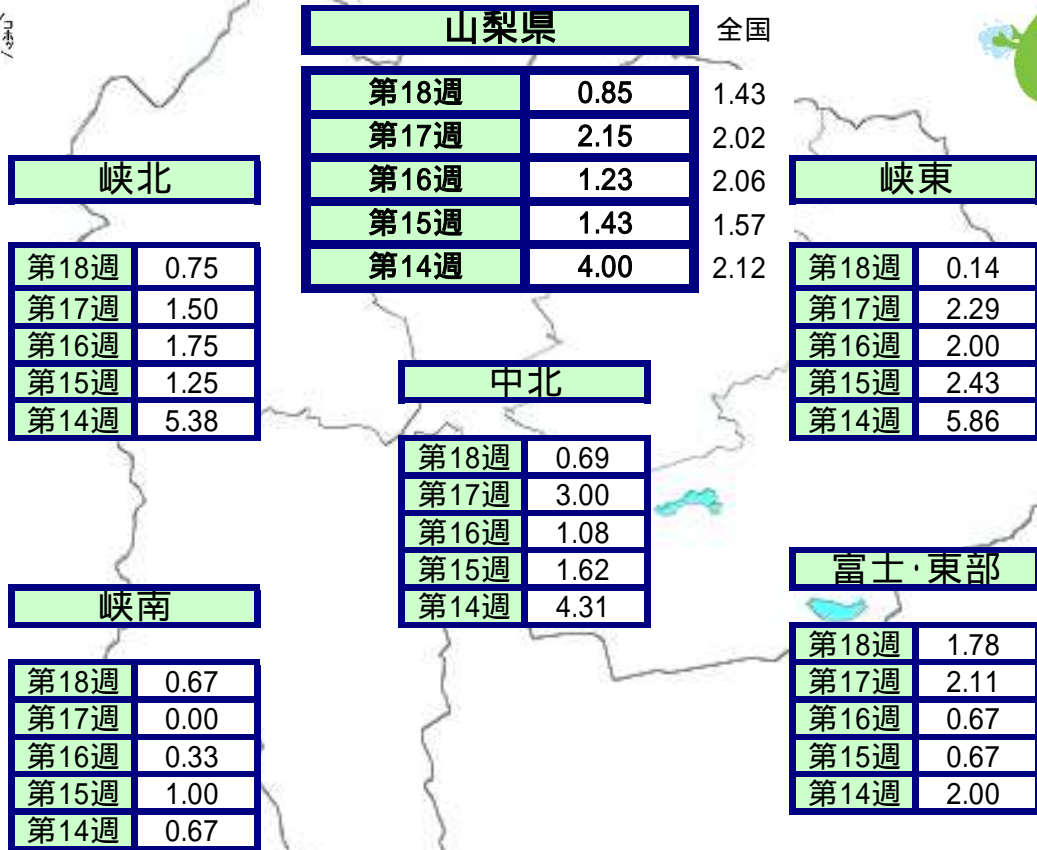 コホッ
山梨県 全国
第18週 0.85 1.43
第17週 2.15 2.02
第16週 1.23 2.06
第15週 1.43 1.57
第14週 4.00 2.12
峡北
第18週 0.75
第17週 1.50
第16週 1.75
第15週 1.25
第14週 5.38
峡東
第18週 0.14
第17週 2.29
第16週 2.00
第15週 2.43
第14週 5.86
中北
第18週 0.69
第17週 3.00
第16週 1.08
第15週 1.62
第14週 4.31
峡南
第18週 0.67
第17週 0.00
第16週 0.33
第15週 1.00
第14週 0.67
富士・東部
第18週 1.78
第17週 2.11
第16週 0.67
第15週 0.67
第14週 2.00